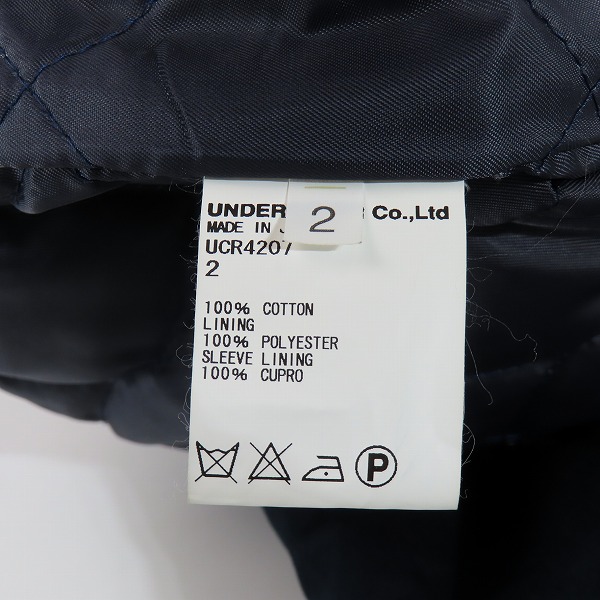 UNDER Co.,Ltd
2
MADE IN
UCR4207
2
100% COTTON
LINING
100% POLYESTER
SLEEVE LINING
100% CUPRO
P